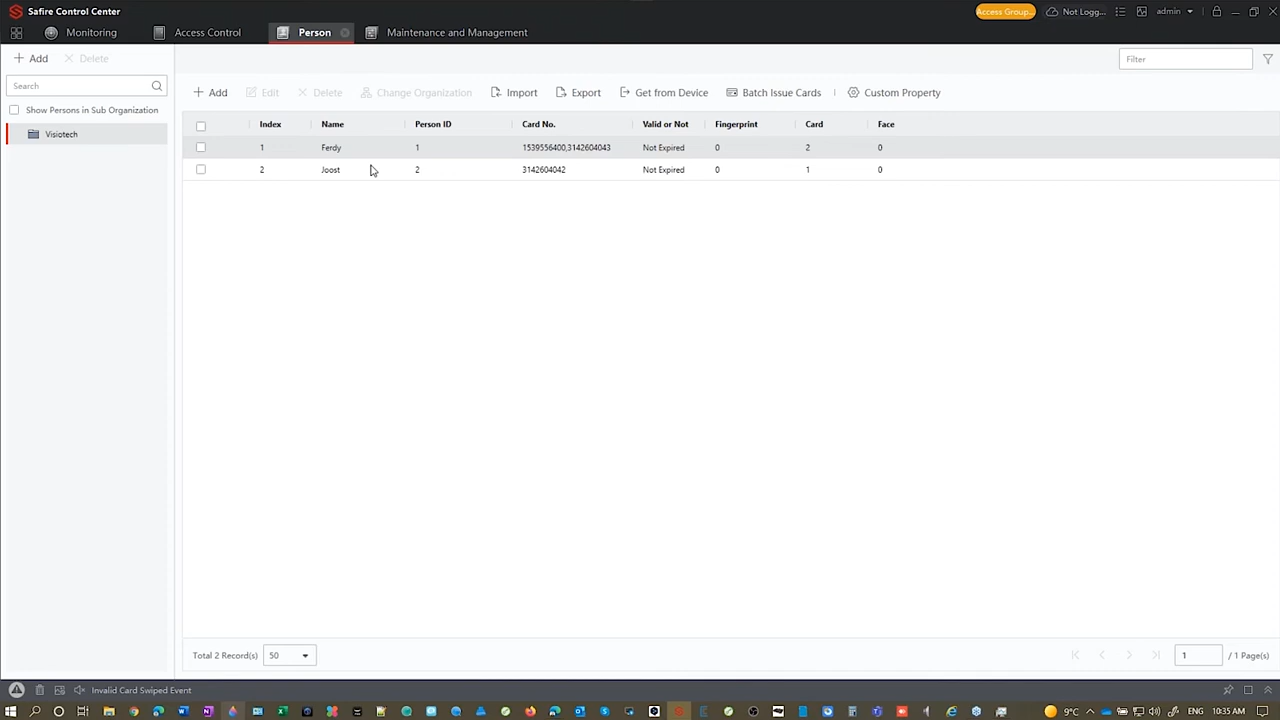 Safire Control Center
Access Group...
Not Logg...
admin
Monitoring
Access Control
Person
Maintenance and Management
Add
Delete
Filter
Search
Show Persons in Sub Organization
Visiotech
Add
Edit
Delete
Change Organization
Import
Export
Get from Device
Batch Issue Cards
Custom Property
Index Name Person ID Card No. Valid or Not Fingerprint Card Face
1 Ferdy 1 1539556400,3142604043 Not Expired 0 2 0
2 Joost 2 3142604042 Not Expired 0 1 0
Total 2 Record(s) 50
1 / 1 Page(s)
Invalid Card Swiped Event
9°C ENG 10:35 AM